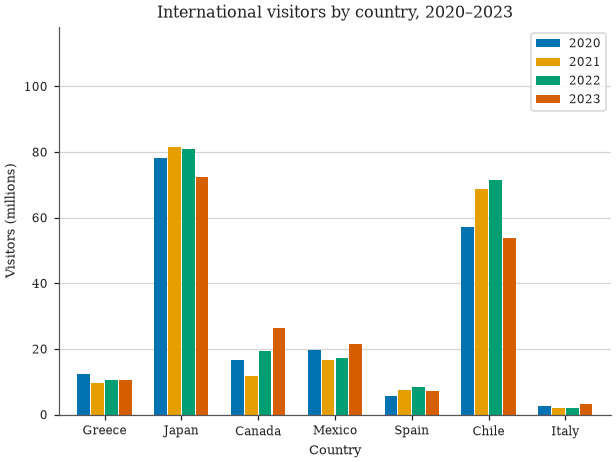 International visitors by country, 2020–2023
2020
2021
2022
2023
100
80
60
40
20
0
Visitors (millions)
Greece
Japan
Canada
Mexico
Spain
Chile
Italy
Country